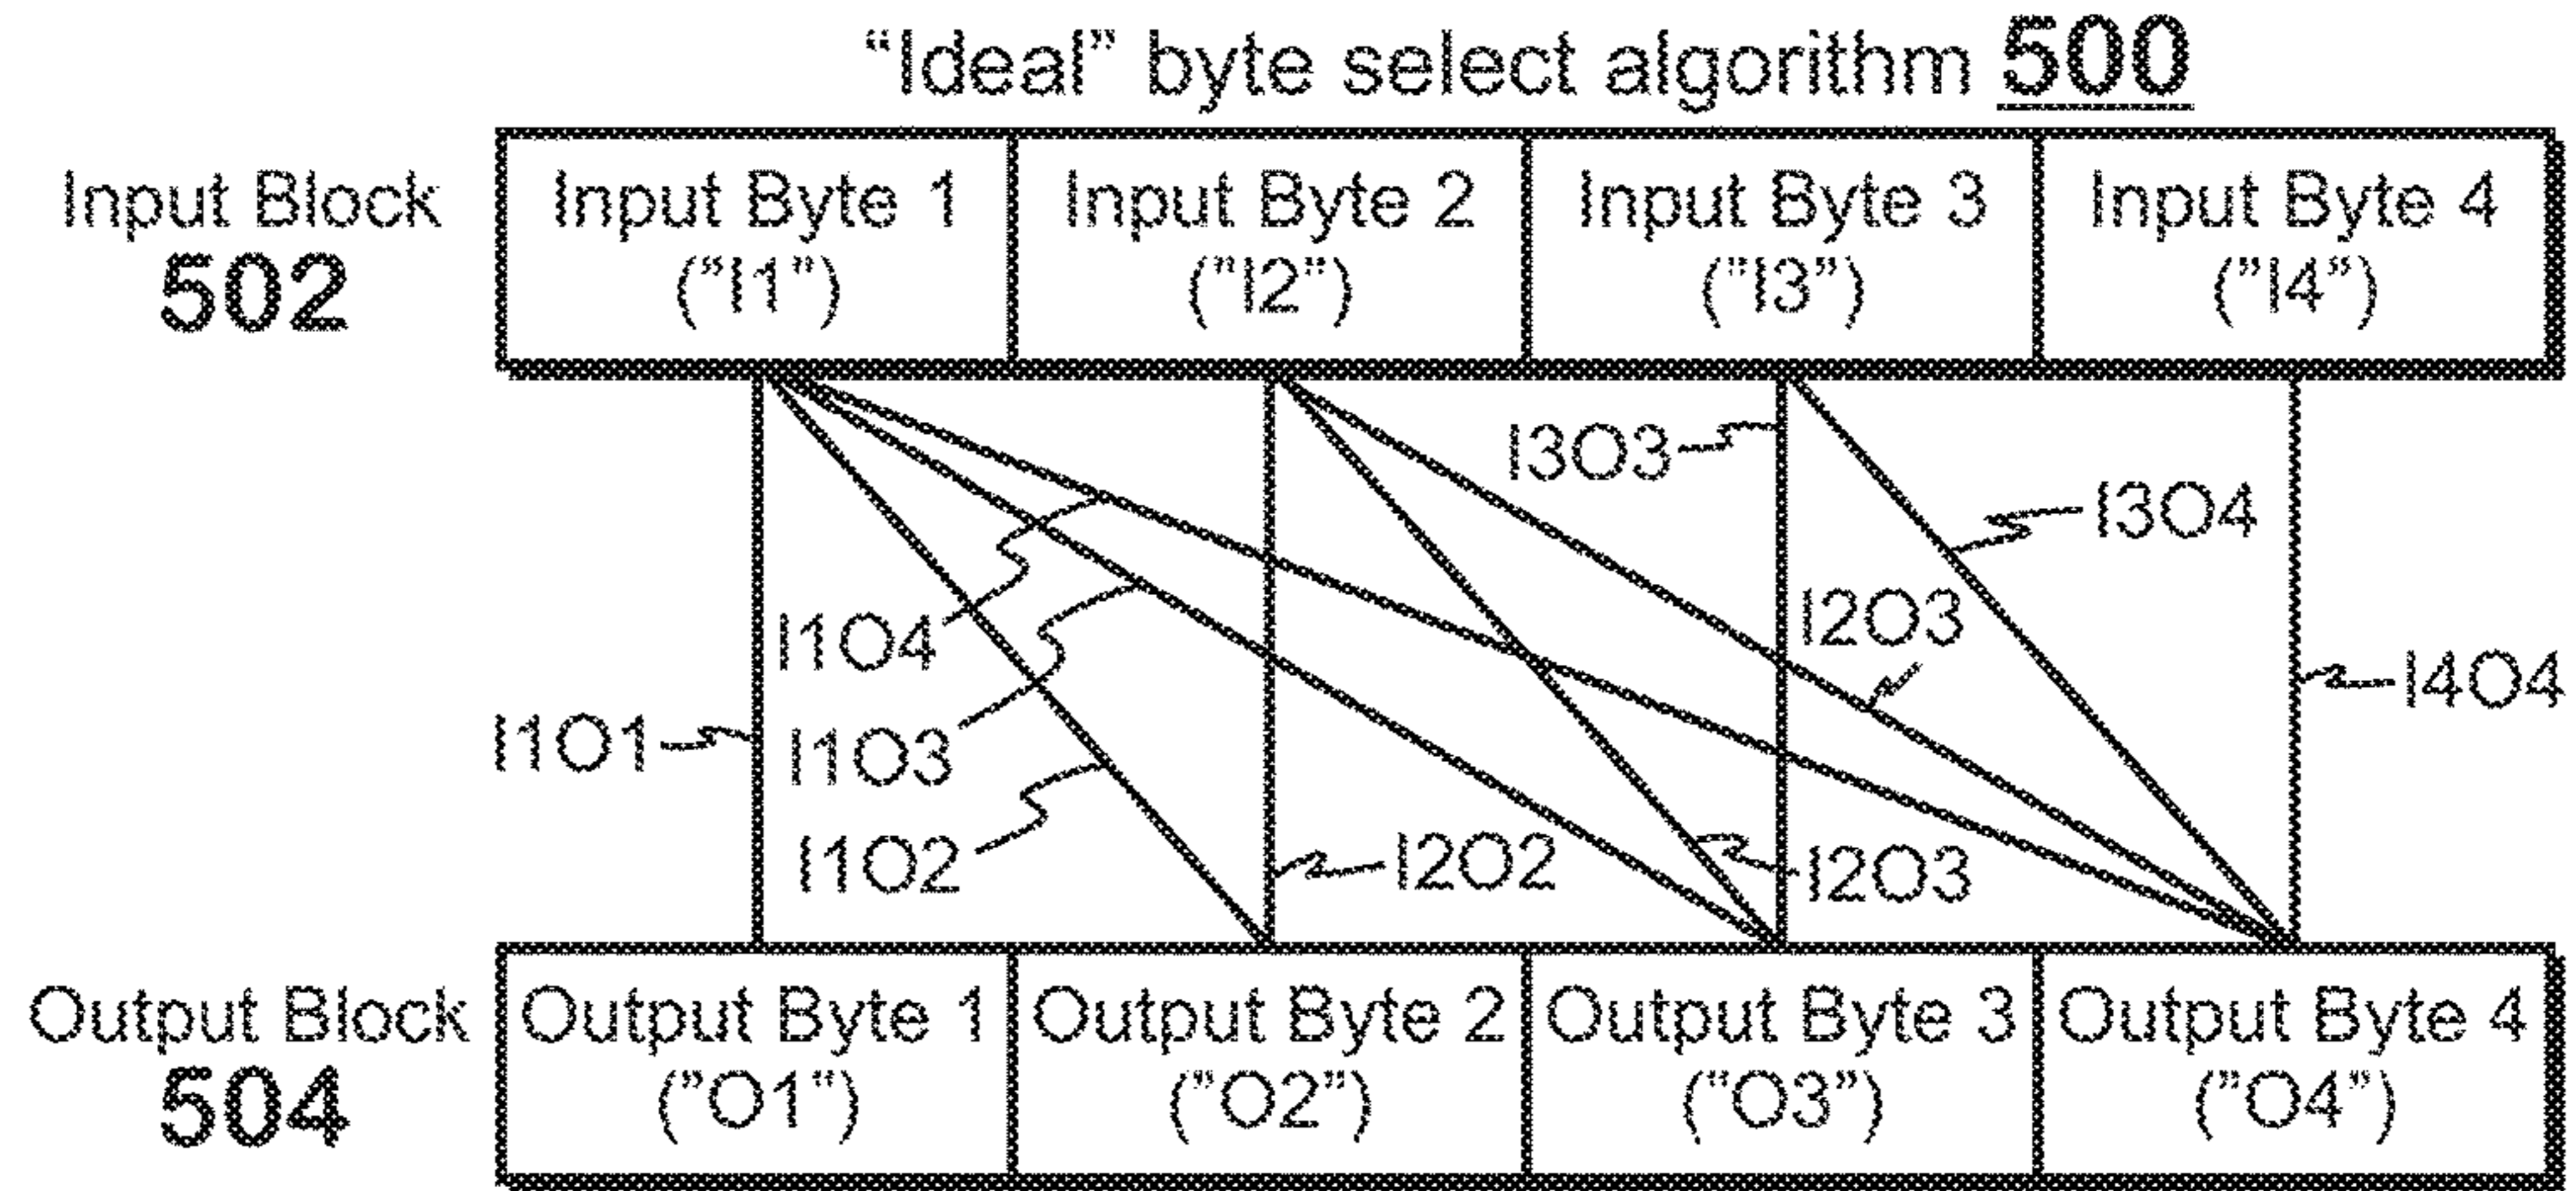 “Ideal” byte select algorithm 500
Input Block
502
Input Byte 1
("I1")
Input Byte 2
("I2")
Input Byte 3
("I3")
Input Byte 4
("I4")
I3O3
I3O4
I1O4
I2O3
I4O4
I1O1
I1O3
I1O2
I2O2
I2O3
Output Block
504
Output Byte 1
("O1")
Output Byte 2
("O2")
Output Byte 3
("O3")
Output Byte 4
("O4")